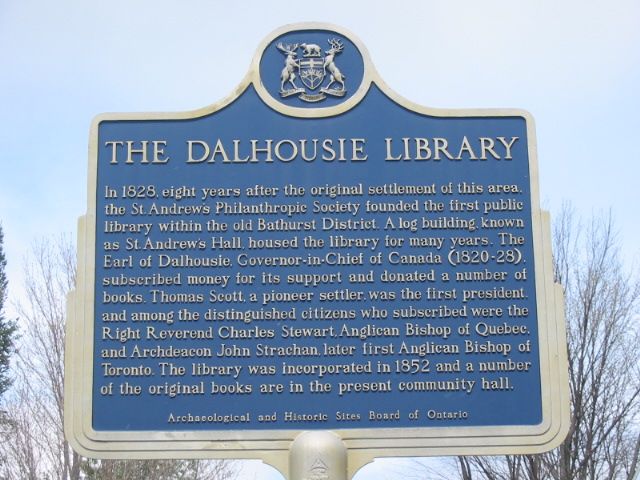 THE DALHOUSIE LIBRARY
In 1828, eight years after the original settlement of this area,
the St. Andrew's Philanthropic Society founded the first public
library within the old Bathurst District. A log building, known
as St. Andrew's Hall, housed the library for many years. The
Earl of Dalhousie, Governor-in-Chief of Canada (1820-28),
subscribed money for its support and donated a number of
books. Thomas Scott, a pioneer settler, was the first president,
and among the distinguished citizens who subscribed were the
Right Reverend Charles Stewart, Anglican Bishop of Quebec,
and Archdeacon John Strachan, later first Anglican Bishop of
Toronto. The library was incorporated in 1852 and a number
of the original books are in the present community hall.
Archaeological and Historic Sites Board of Ontario